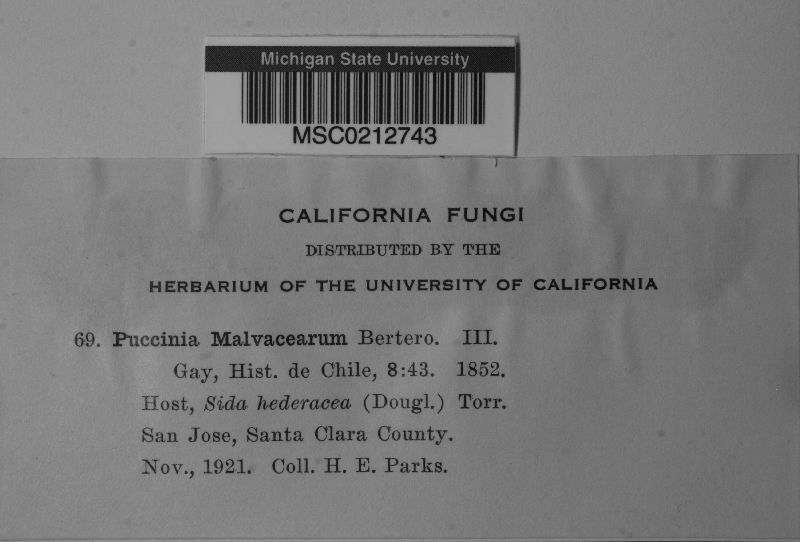 Michigan State University
MSC0212743
CALIFORNIA FUNGI
DISTRIBUTED BY THE
HERBARIUM OF THE UNIVERSITY OF CALIFORNIA
69. Puccinia Malvacearum Bertero. III.
Gay, Hist. de Chile, 8:43. 1852.
Host, Sida hederacea (Dougl.) Torr.
San Jose, Santa Clara County.
Nov., 1921. Coll. H. E. Parks.